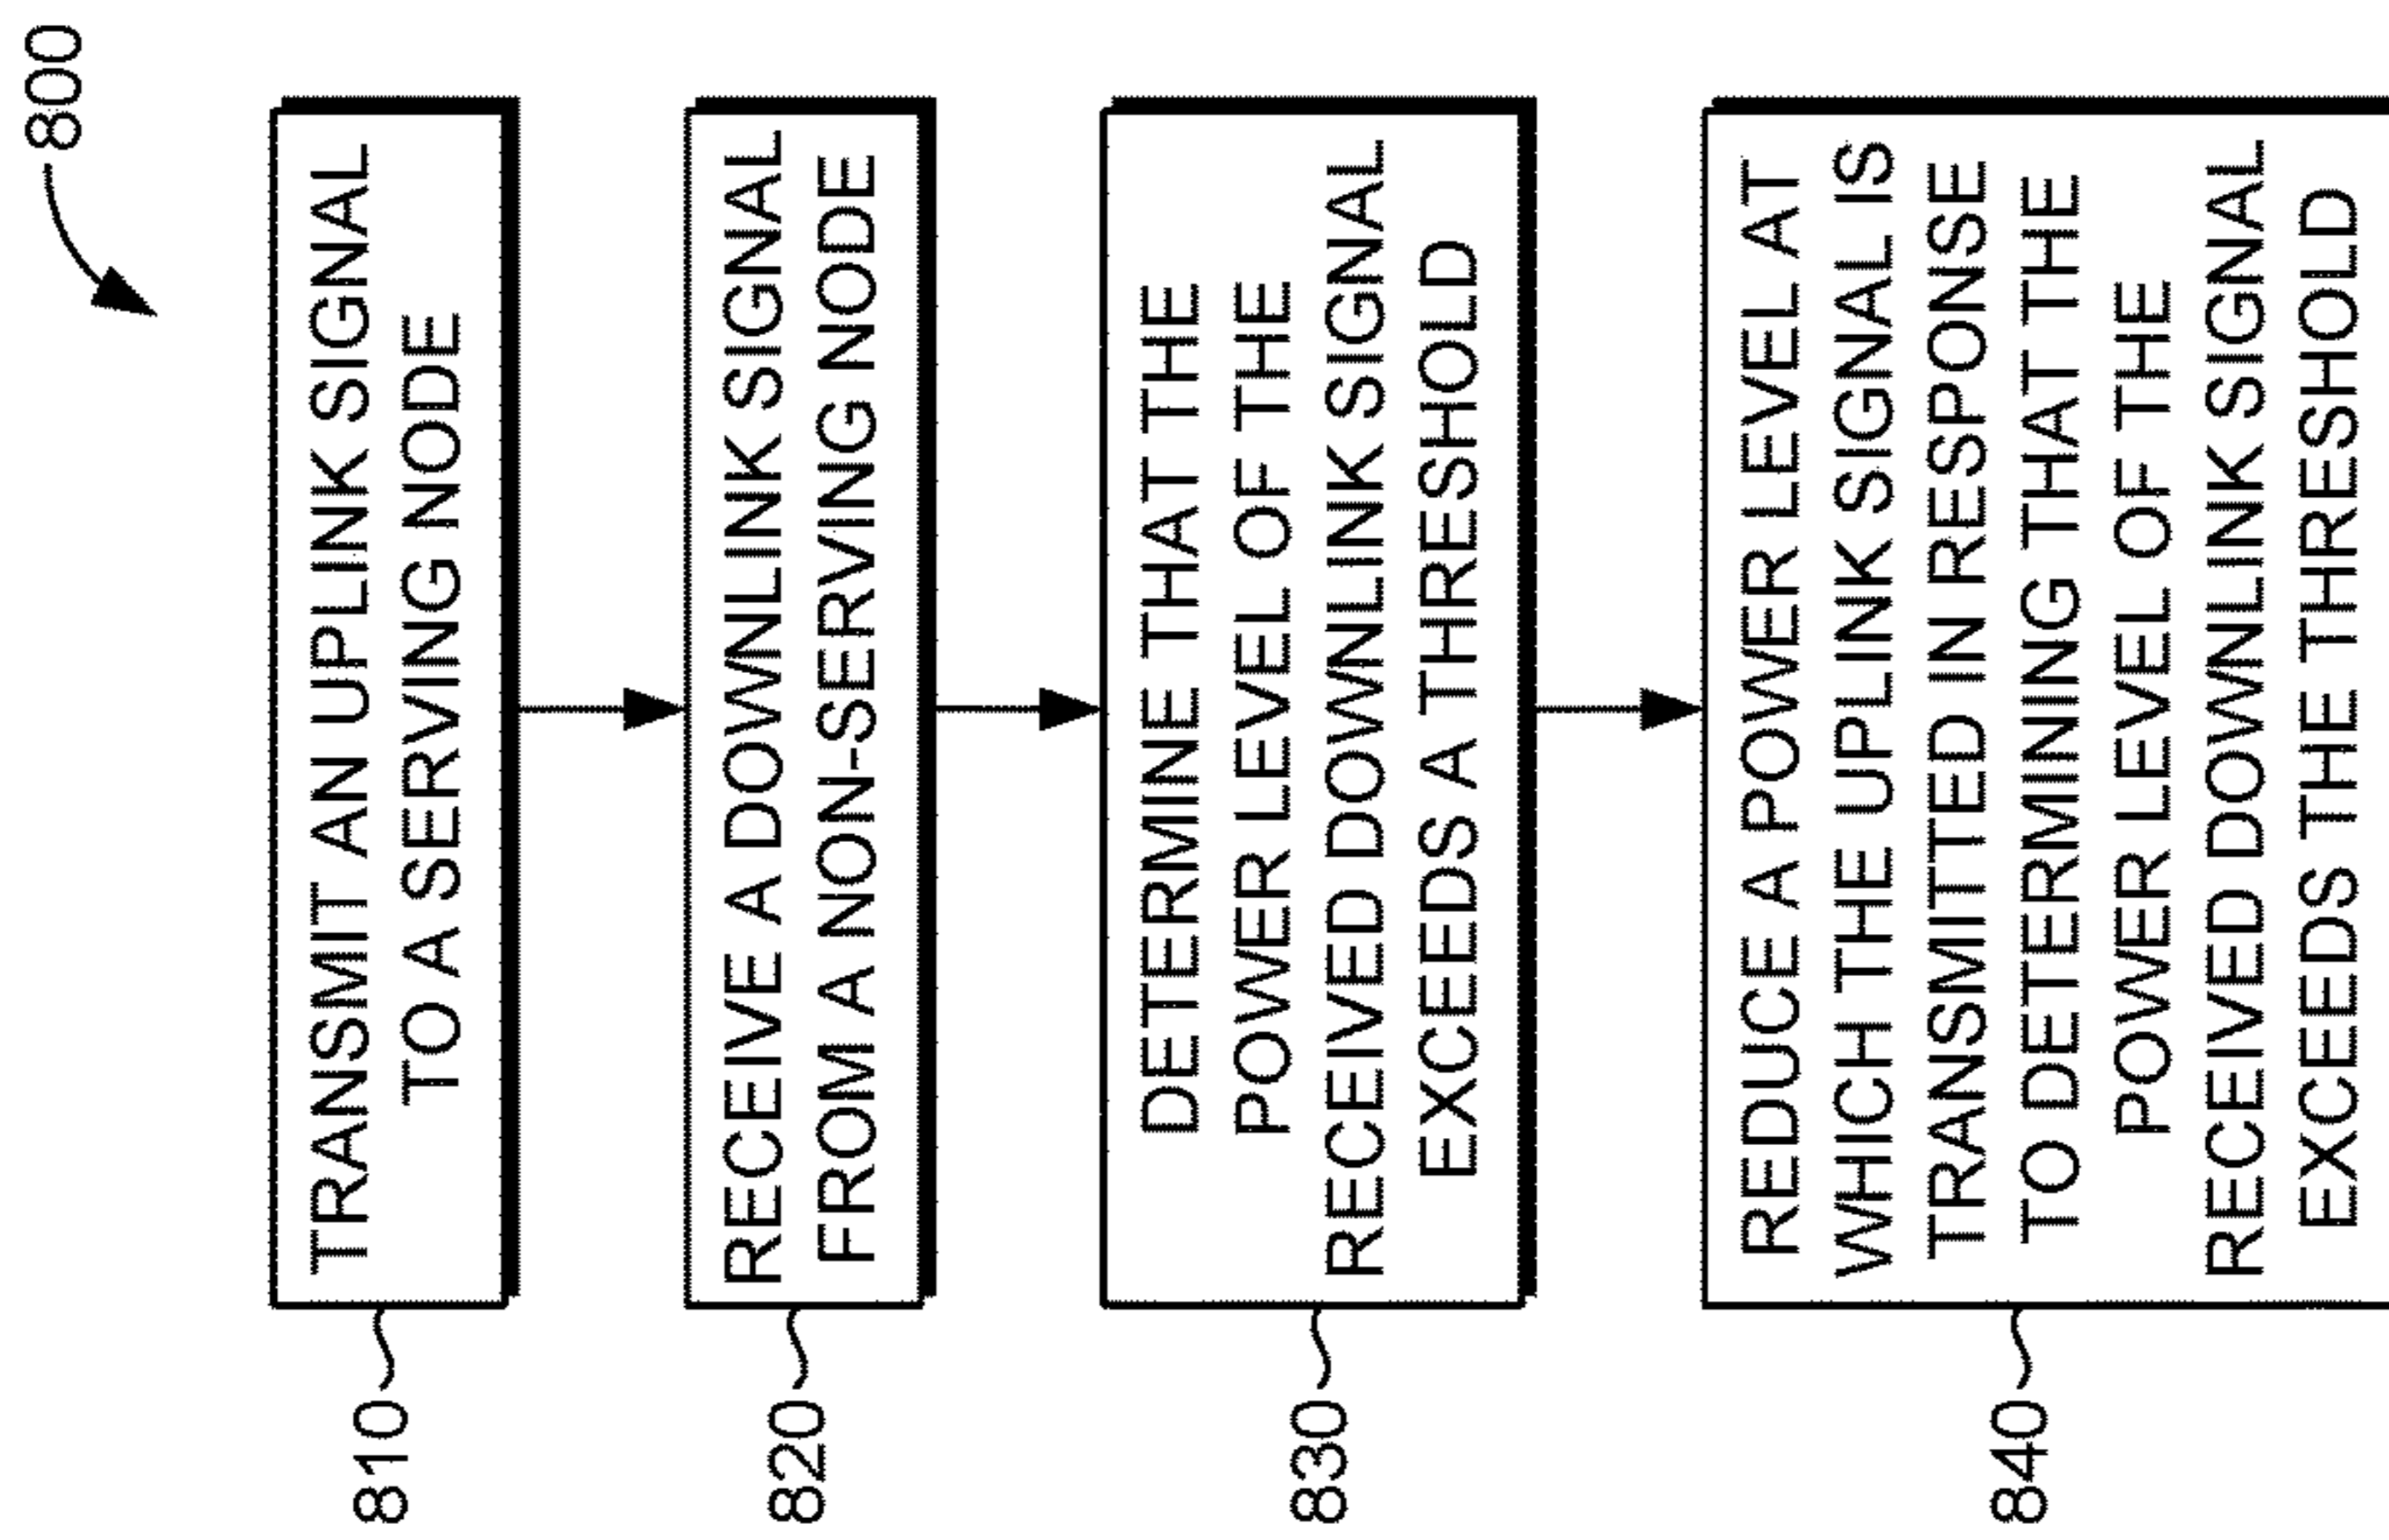 800
810
TRANSMIT AN UPLINK SIGNAL
TO A SERVING NODE
820
RECEIVE A DOWNLINK SIGNAL
FROM A NON-SERVING NODE
830
DETERMINE THAT THE
POWER LEVEL OF THE
RECEIVED DOWNLINK SIGNAL
EXCEEDS A THRESHOLD
840
REDUCE A POWER LEVEL AT
WHICH THE UPLINK SIGNAL IS
TRANSMITTED IN RESPONSE
TO DETERMINING THAT THE
POWER LEVEL OF THE
RECEIVED DOWNLINK SIGNAL
EXCEEDS THE THRESHOLD